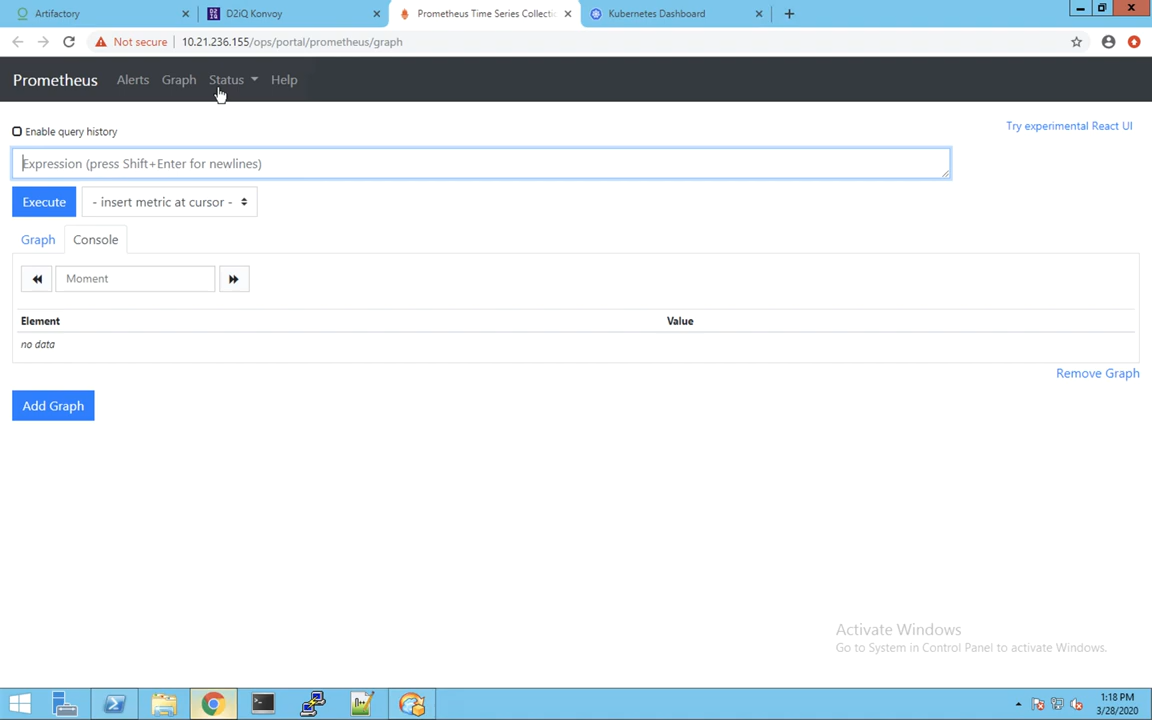 Artifactory
D2iQ Konvoy
Prometheus Time Series Collectio
Kubernetes Dashboard
Not secure
10.21.236.155/ops/portal/prometheus/graph
Prometheus
Alerts
Graph
Status
Help
Enable query history
Try experimental React UI
Expression (press Shift+Enter for newlines)
Execute
- insert metric at cursor -
Graph
Console
Moment
Element
Value
no data
Remove Graph
Add Graph
Activate Windows
Go to System in Control Panel to activate Windows.
1:18 PM
3/28/2020